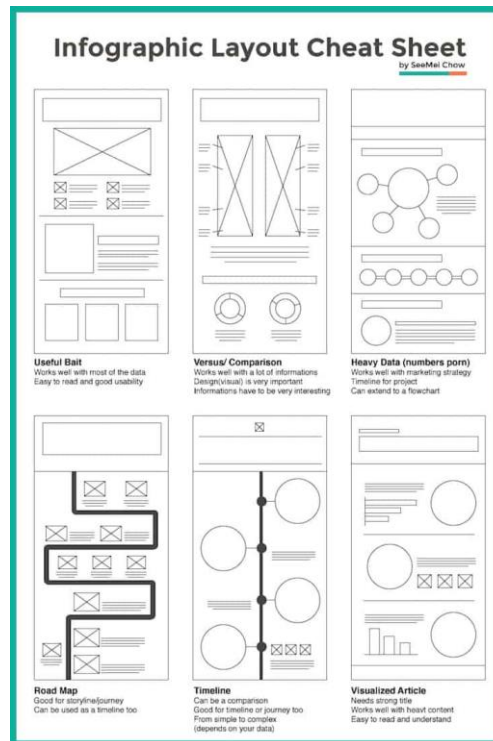 Infographic Layout Cheat Sheet
by SeeMei Chow
Useful Bait
Works well with most of the data
Easy to read and good usability
Versus/ Comparison
Works well with a lot of informations
Design(visual) is very important
Informations have to be very interesting
Heavy Data (numbers porn)
Works well with marketing strategy
Timeline for project
Can extend to a flowchart
Road Map
Good for storyline/journey
Can be used as a timeline too
Timeline
Can be a comparison
Good for timeline or journey too
From simple to complex
(depends on your data)
Visualized Article
Needs strong title
Works well with heavt content
Easy to read and understand